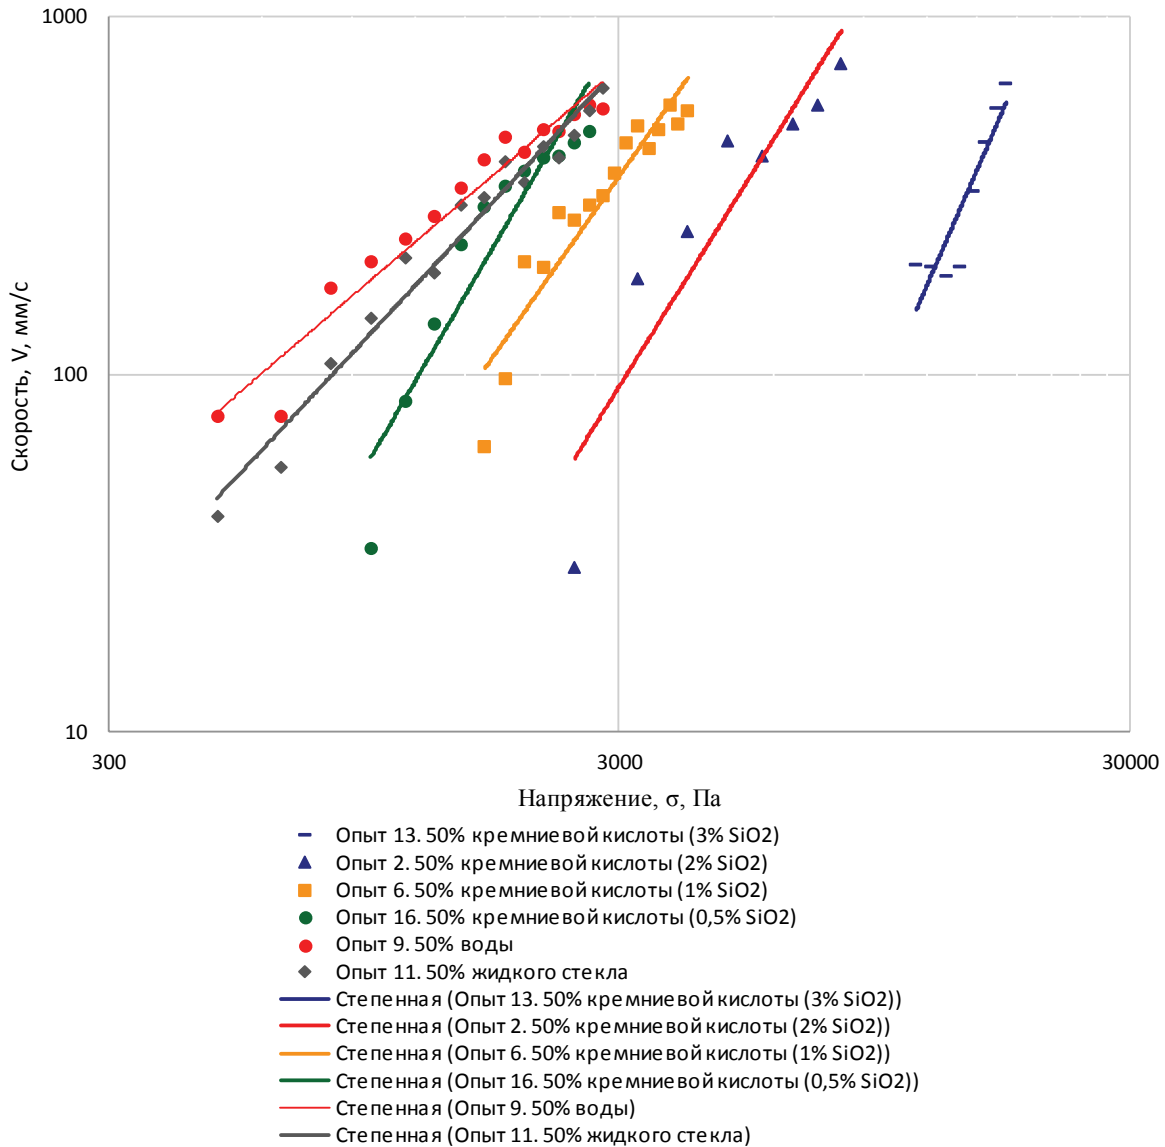 1000
100
10
Скорость, V, мм/с
300
3000
30000
Напряжение, σ, Па
Опыт 13. 50% кремниевой кислоты (3% SiO2)
Опыт 2. 50% кремниевой кислоты (2% SiO2)
Опыт 6. 50% кремниевой кислоты (1% SiO2)
Опыт 16. 50% кремниевой кислоты (0,5% SiO2)
Опыт 9. 50% воды
Опыт 11. 50% жидкого стекла
Степенная (Опыт 13. 50% кремниевой кислоты (3% SiO2))
Степенная (Опыт 2. 50% кремниевой кислоты (2% SiO2))
Степенная (Опыт 6. 50% кремниевой кислоты (1% SiO2))
Степенная (Опыт 16. 50% кремниевой кислоты (0,5% SiO2))
Степенная (Опыт 9. 50% воды)
Степенная (Опыт 11. 50% жидкого стекла)